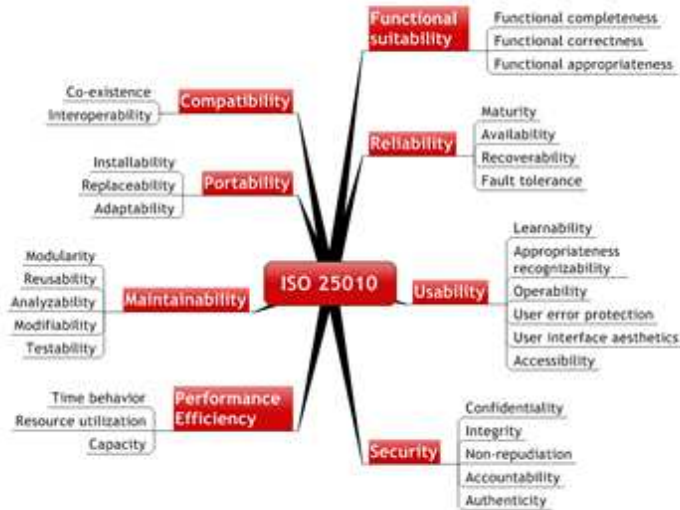 Functional
suitability
Functional completeness
Functional correctness
Functional appropriateness
Co-existence
Interoperability
Compatibility
Reliability
Maturity
Availability
Recoverability
Fault tolerance
Installability
Replaceability
Adaptability
Portability
ISO 25010
Usability
Learnability
Appropriateness
recognizability
Operability
User error protection
User interface aesthetics
Accessibility
Modularity
Reusability
Analyzability
Modifiability
Testability
Maintainability
Time behavior
Resource utilization
Capacity
Performance
Efficiency
Security
Confidentiality
Integrity
Non-repudiation
Accountability
Authenticity